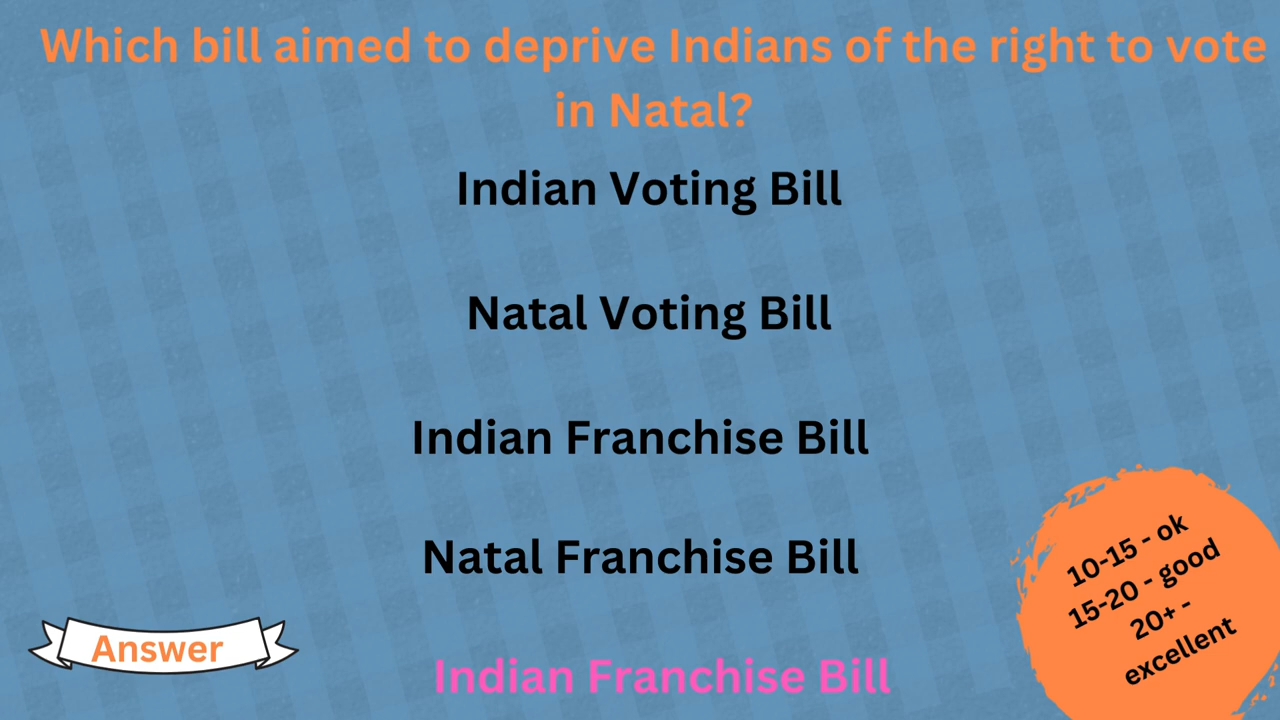 Which bill aimed to deprive Indians of the right to vote
in Natal?
Indian Voting Bill
Natal Voting Bill
Indian Franchise Bill
Natal Franchise Bill
Answer
Indian Franchise Bill
10-15 - ok
15-20 - good
20+ -
excellent